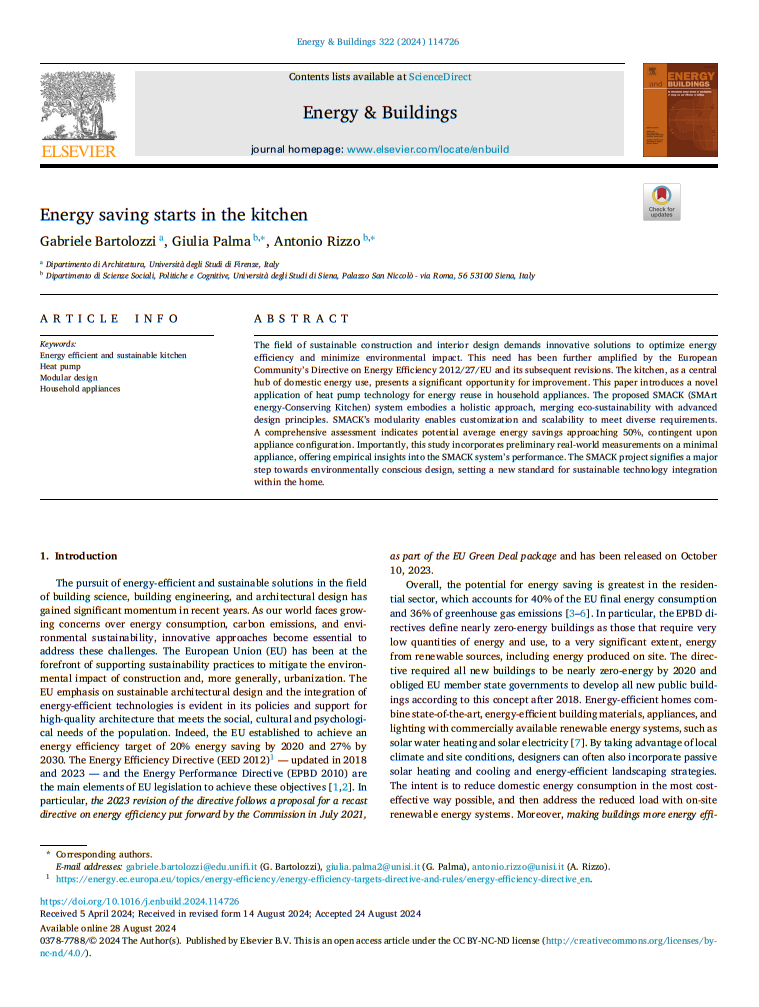 Energy & Buildings 322 (2024) 114726
ELSEVIER
Contents lists available at ScienceDirect
Energy & Buildings
journal homepage: www.elsevier.com/locate/enbuild
ENERGY
and BUILDINGS
Check for
updates
Energy saving starts in the kitchen
Gabriele Bartolozzi a, Giulia Palma b,*, Antonio Rizzo b,*
a Dipartimento di Architettura, Università degli Studi di Firenze, Italy
b Dipartimento di Scienze Sociali, Politiche e Cognitive, Università degli Studi di Siena, Palazzo San Niccolò - via Roma, 56 53100 Siena, Italy
ARTICLE INFO
Keywords:
Energy efficient and sustainable kitchen
Heat pump
Modular design
Household appliances
ABSTRACT
The field of sustainable construction and interior design demands innovative solutions to optimize energy
efficiency and minimize environmental impact. This need has been further amplified by the European
Community's Directive on Energy Efficiency 2012/27/EU and its subsequent revisions. The kitchen, as a central
hub of domestic energy use, presents a significant opportunity for improvement. This paper introduces a novel
application of heat pump technology for energy reuse in household appliances. The proposed SMACK (SMArt
energy-Conserving Kitchen) system embodies a holistic approach, merging eco-sustainability with advanced
design principles. SMACK's modularity enables customization and scalability to meet diverse requirements.
A comprehensive assessment indicates potential average energy savings approaching 50%, contingent upon
appliance configuration. Importantly, this study incorporates preliminary real-world measurements on a minimal
appliance, offering empirical insights into the SMACK system's performance. The SMACK project signifies a major
step towards environmentally conscious design, setting a new standard for sustainable technology integration
within the home.
1. Introduction
The pursuit of energy-efficient and sustainable solutions in the field
of building science, building engineering, and architectural design has
gained significant momentum in recent years. As our world faces grow-
ing concerns over energy consumption, carbon emissions, and envi-
ronmental sustainability, innovative approaches become essential to
address these challenges. The European Union (EU) has been at the
forefront of supporting sustainability practices to mitigate the environ-
mental impact of construction and, more generally, urbanization. The
EU emphasis on sustainable architectural design and the integration of
energy-efficient technologies is evident in its policies and support for
high-quality architecture that meets the social, cultural and psychologi-
cal needs of the population. Indeed, the EU established to achieve an
energy efficiency target of 20% energy saving by 2020 and 27% by
2030. The Energy Efficiency Directive (EED 2012)1 — updated in 2018
and 2023 — and the Energy Performance Directive (EPBD 2010) are
the main elements of EU legislation to achieve these objectives [1,2]. In
particular, the 2023 revision of the directive follows a proposal for a recast
directive on energy efficiency put forward by the Commission in July 2021,
as part of the EU Green Deal package and has been released on October
10, 2023.
Overall, the potential for energy saving is greatest in the residen-
tial sector, which accounts for 40% of the EU final energy consumption
and 36% of greenhouse gas emissions [3–6]. In particular, the EPBD di-
rectives define nearly zero-energy buildings as those that require very
low quantities of energy and use, to a very significant extent, energy
from renewable sources, including energy produced on site. The direc-
tive required all new buildings to be nearly zero-energy by 2020 and
obliged EU member state governments to develop all new public build-
ings according to this concept after 2018. Energy-efficient homes com-
bine state-of-the-art, energy-efficient building materials, appliances, and
lighting with commercially available renewable energy systems, such as
solar water heating and solar electricity [7]. By taking advantage of local
climate and site conditions, designers can often also incorporate passive
solar heating and cooling and energy-efficient landscaping strategies.
The intent is to reduce domestic energy consumption in the most cost-
effective way possible, and then address the reduced load with on-site
renewable energy systems. Moreover, making buildings more energy effi-
* Corresponding authors.
E-mail addresses: gabriele.bartolozzi@edu.unifi.it (G. Bartolozzi), giulia.palma2@unisi.it (G. Palma), antonio.rizzo@unisi.it (A. Rizzo).
1 https://energy.ec.europa.eu/topics/energy-efficiency/energy-efficiency-targets-directive-and-rules/energy-efficiency-directive_en.
https://doi.org/10.1016/j.enbuild.2024.114726
Received 5 April 2024; Received in revised form 14 August 2024; Accepted 24 August 2024
Available online 28 August 2024
0378-7788/© 2024 The Author(s). Published by Elsevier B.V. This is an open access article under the CC BY-NC-ND license (http://creativecommons.org/licenses/by-
nc-nd/4.0/).